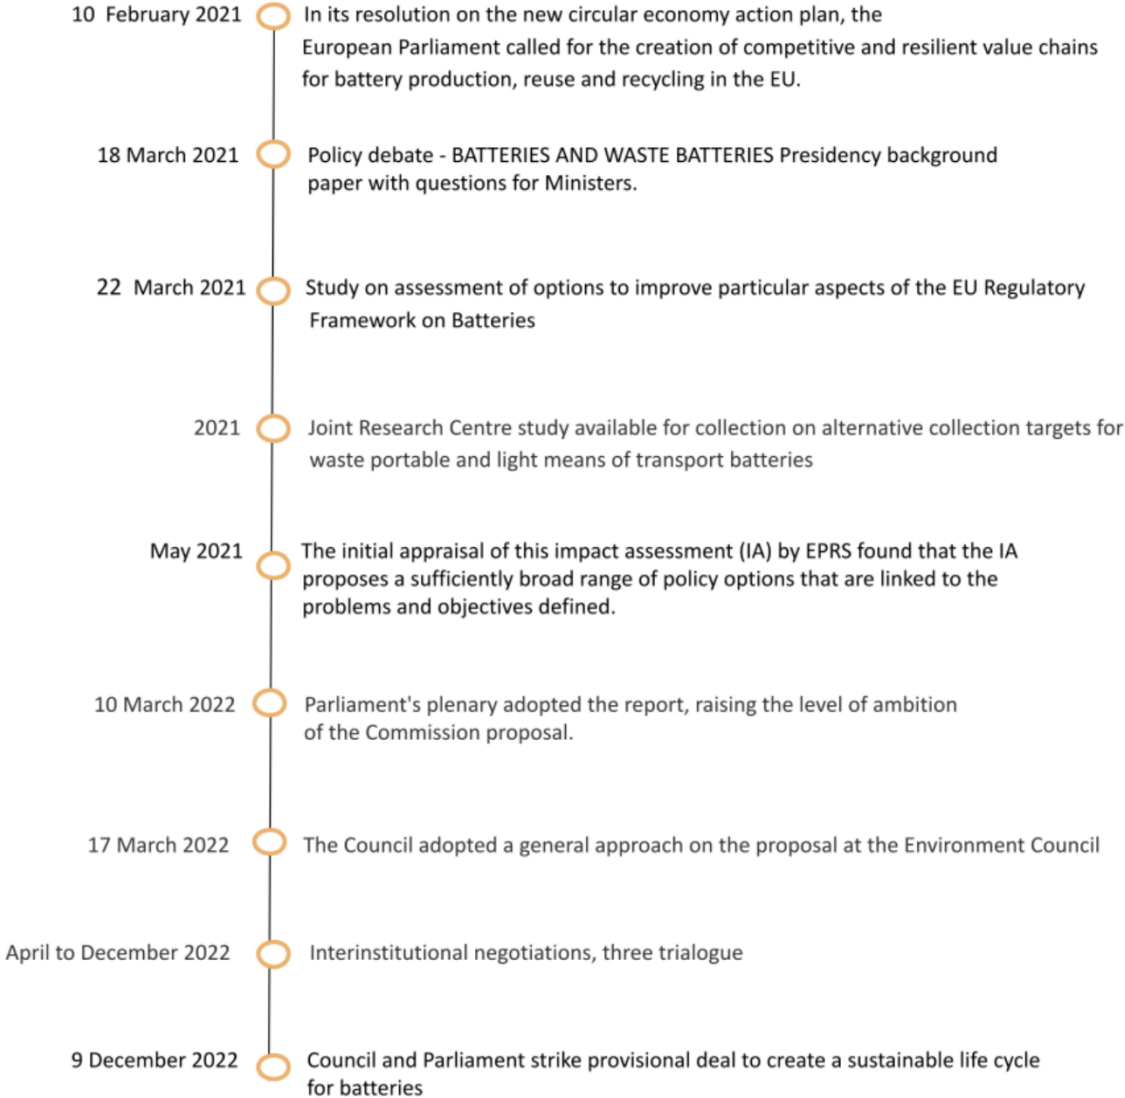 10 February 2021
In its resolution on the new circular economy action plan, the
European Parliament called for the creation of competitive and resilient value chains
for battery production, reuse and recycling in the EU.
18 March 2021
Policy debate - BATTERIES AND WASTE BATTERIES Presidency background
paper with questions for Ministers.
22 March 2021
Study on assessment of options to improve particular aspects of the EU Regulatory
Framework on Batteries
2021
Joint Research Centre study available for collection on alternative collection targets for
waste portable and light means of transport batteries
May 2021
The initial appraisal of this impact assessment (IA) by EPRS found that the IA
proposes a sufficiently broad range of policy options that are linked to the
problems and objectives defined.
10 March 2022
Parliament's plenary adopted the report, raising the level of ambition
of the Commission proposal.
17 March 2022
The Council adopted a general approach on the proposal at the Environment Council
April to December 2022
Interinstitutional negotiations, three trialogue
9 December 2022
Council and Parliament strike provisional deal to create a sustainable life cycle
for batteries